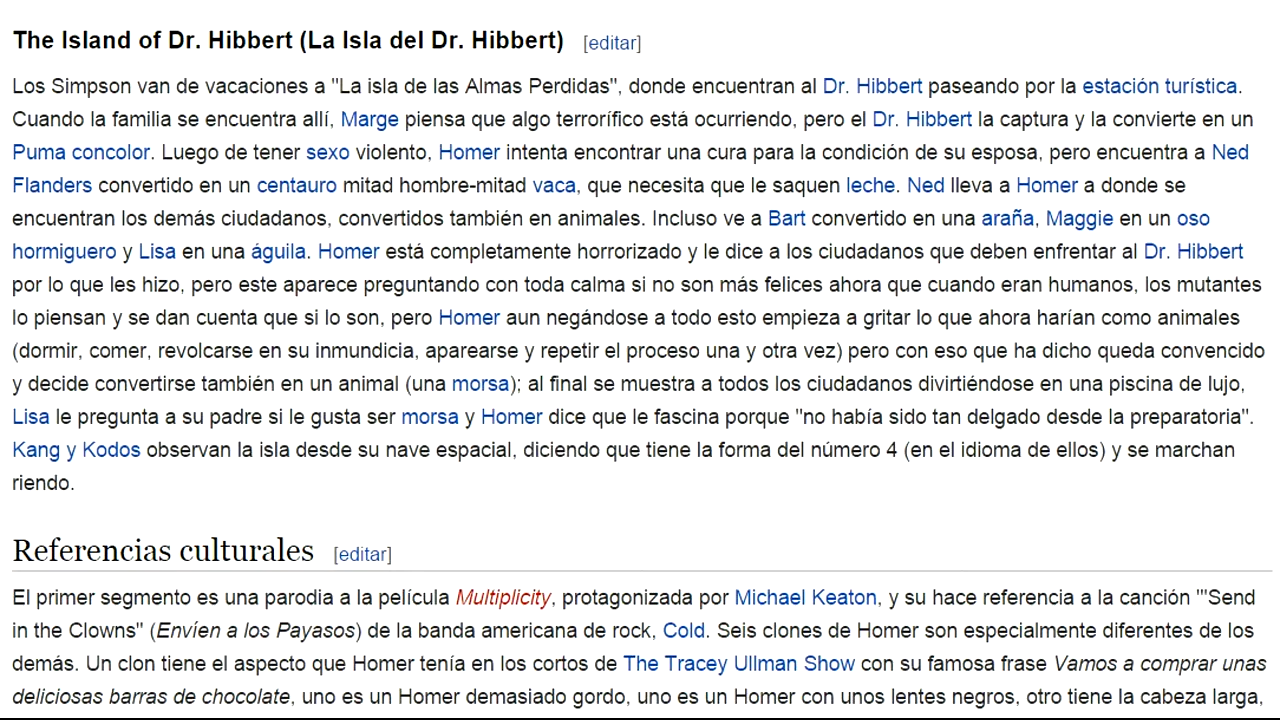 The Island of Dr. Hibbert (La Isla del Dr. Hibbert) [editar]
Los Simpson van de vacaciones a "La isla de las Almas Perdidas", donde encuentran al Dr. Hibbert paseando por la estación turística.
Cuando la familia se encuentra allí, Marge piensa que algo terrorífico está ocurriendo, pero el Dr. Hibbert la captura y la convierte en un
Puma concolor. Luego de tener sexo violento, Homer intenta encontrar una cura para la condición de su esposa, pero encuentra a Ned
Flanders convertido en un centauro mitad hombre-mitad vaca, que necesita que le saquen leche. Ned lleva a Homer a donde se
encuentran los demás ciudadanos, convertidos también en animales. Incluso ve a Bart convertido en una araña, Maggie en un oso
hormiguero y Lisa en una águila. Homer está completamente horrorizado y le dice a los ciudadanos que deben enfrentar al Dr. Hibbert
por lo que les hizo, pero este aparece preguntando con toda calma si no son más felices ahora que cuando eran humanos, los mutantes
lo piensan y se dan cuenta que si lo son, pero Homer aun negándose a todo esto empieza a gritar lo que ahora harían como animales
(dormir, comer, revolcarse en su inmundicia, aparearse y repetir el proceso una y otra vez) pero con eso que ha dicho queda convencido
y decide convertirse también en un animal (una morsa); al final se muestra a todos los ciudadanos divirtiéndose en una piscina de lujo,
Lisa le pregunta a su padre si le gusta ser morsa y Homer dice que le fascina porque "no había sido tan delgado desde la preparatoria".
Kang y Kodos observan la isla desde su nave espacial, diciendo que tiene la forma del número 4 (en el idioma de ellos) y se marchan
riendo.
Referencias culturales [editar]
El primer segmento es una parodia a la película Multiplicity, protagonizada por Michael Keaton, y su hace referencia a la canción '"Send
in the Clowns" (Envíen a los Payasos) de la banda americana de rock, Cold. Seis clones de Homer son especialmente diferentes de los
demás. Un clon tiene el aspecto que Homer tenía en los cortos de The Tracey Ullman Show con su famosa frase Vamos a comprar unas
deliciosas barras de chocolate, uno es un Homer demasiado gordo, uno es un Homer con unos lentes negros, otro tiene la cabeza larga,